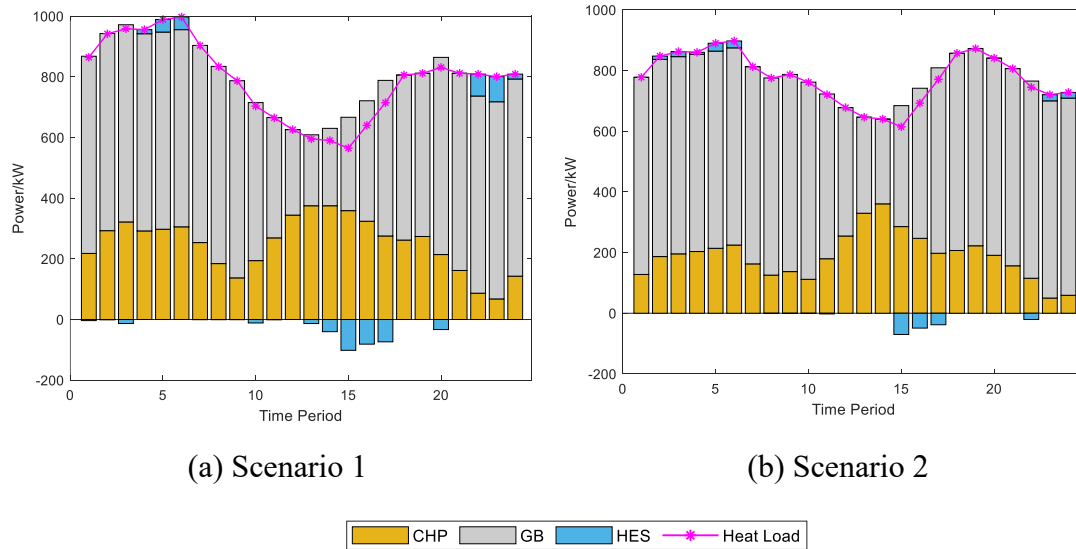 1000
800
600
400
200
0
-200
Power/kW
0 5 10 15 20
Time Period
(a) Scenario 1
1000
800
600
400
200
0
-200
Power/kW
0 5 10 15 20
Time Period
(b) Scenario 2
CHP GB HES Heat Load